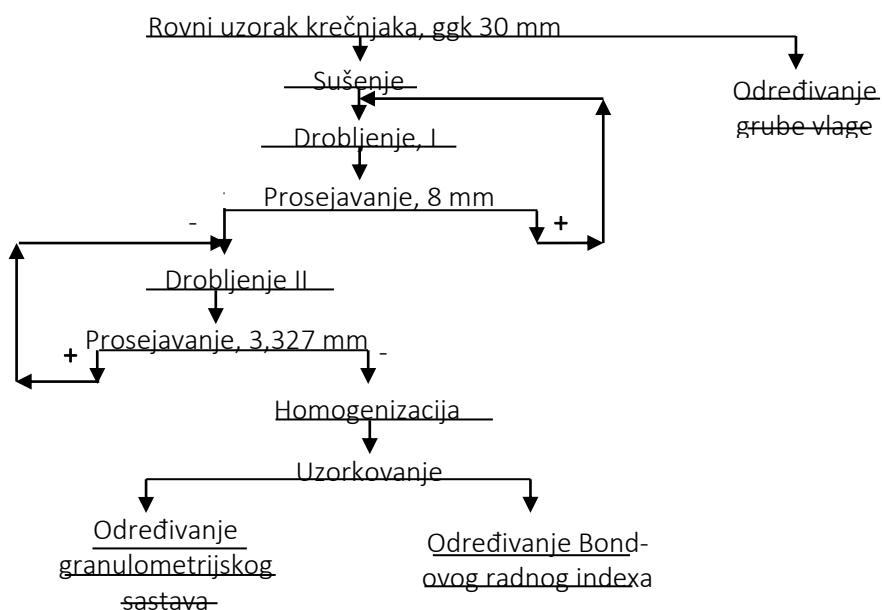 Rovni uzorak krečnjaka, ggk 30 mm
Sušenje
Određivanje
grube vlage
Drobljenje, I
Prosejavanje, 8 mm
-
+
Drobljenje II
Prosejavanje, 3,327 mm
+
-
Homogenizacija
Uzorkovanje
Određivanje
granulometrijskog
sastava
Određivanje Bond-
ovog radnog indexa